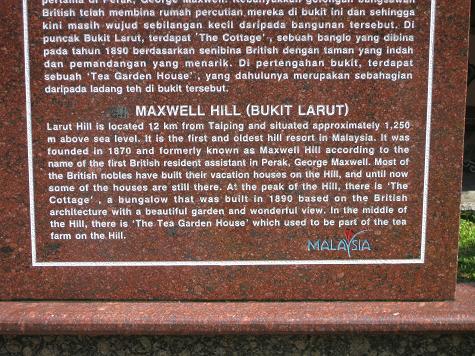 pertama di Perak, George Maxwell. Kebanyakkan golongan bangsawan
British telah membina rumah percutian mereka di bukit ini dan sehingga
kini masih wujud sebilangan kecil daripada bangunan tersebut. Di
puncak Bukit Larut, terdapat 'The Cottage', sebuah banglo yang dibina
pada tahun 1890 berdasarkan senibina British dengan taman yang indah
dan pemandangan yang menarik. Di pertengahan bukit, terdapat
sebuah 'Tea Garden House', yang dahulunya merupakan sebahagian
daripada ladang teh di bukit tersebut.
MAXWELL HILL (BUKIT LARUT)
Larut Hill is located 12 km from Taiping and situated approximately 1,250
m above sea level. It is the first and oldest hill resort in Malaysia. It was
founded in 1870 and formerly known as Maxwell Hill according to the
name of the first British resident assistant in Perak, George Maxwell. Most of
the British nobles have built their vacation houses on the Hill, and until now
some of the houses are still there. At the peak of the Hill, there is 'The
Cottage' , a bungalow that was built in 1890 based on the British
architecture with a beautiful garden and wonderful view. In the middle of
the Hill, there is 'The Tea Garden House' which used to be part of the tea
farm on the Hill.
MALAYSIA